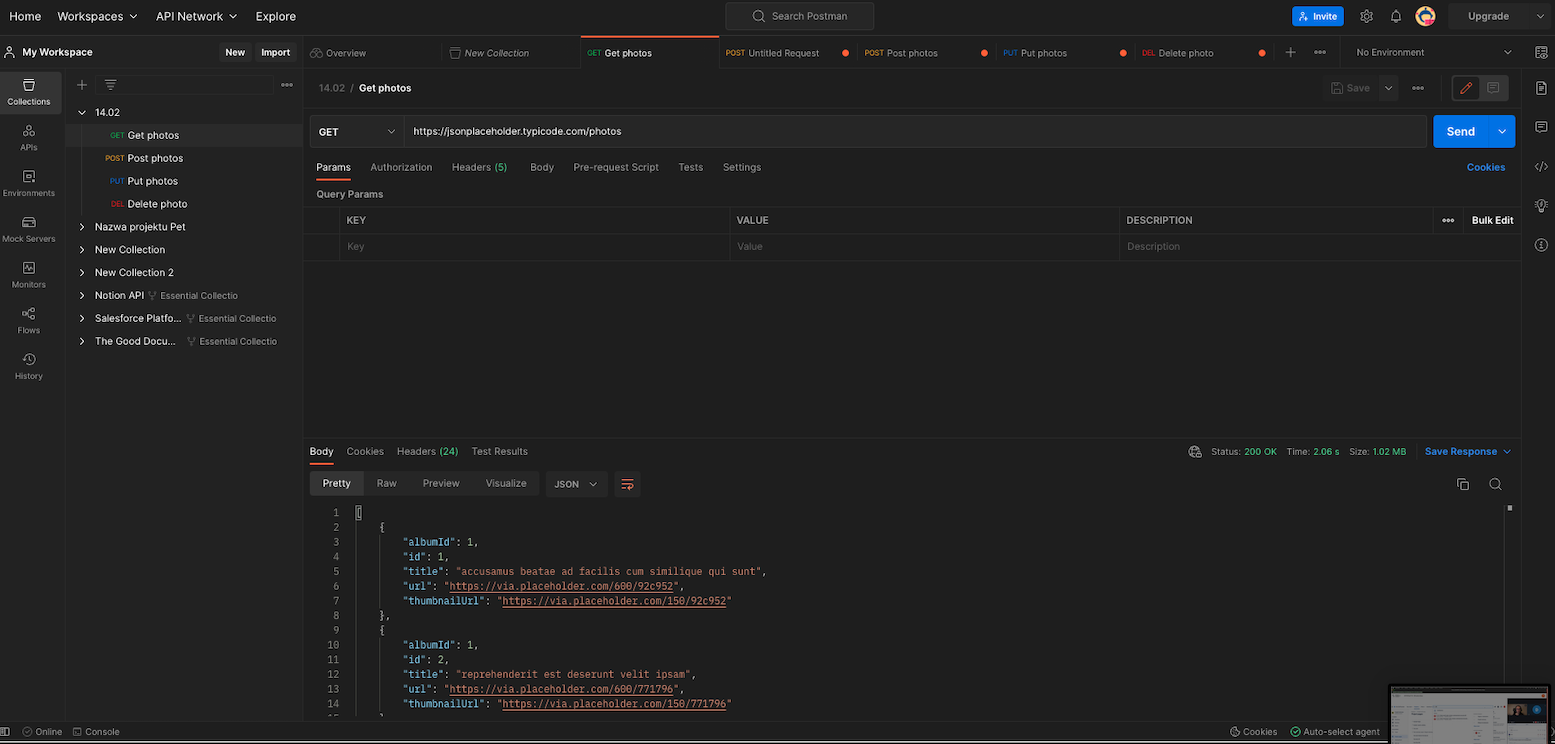 Home Workspaces API Network Explore Search Postman Invite Upgrade
My Workspace New Import Overview New Collection GET Get photos POST Untitled Request POST Post photos PUT Put photos DEL Delete photo No Environment
Collections
APIs
Environments
Mock Servers
Monitors
Flows
History
14.02
GET Get photos
POST Post photos
PUT Put photos
DEL Delete photo
Nazwa projektu Pet
New Collection
New Collection 2
Notion API Essential Collectio
Salesforce Platfo... Essential Collectio
The Good Docu... Essential Collectio
14.02 / Get photos Save
GET https://jsonplaceholder.typicode.com/photos Send
Params Authorization Headers (5) Body Pre-request Script Tests Settings Cookies
Query Params
KEY VALUE DESCRIPTION Bulk Edit
Key Value Description
Body Cookies Headers (24) Test Results Status: 200 OK Time: 2.06 s Size: 1.02 MB Save Response
Pretty Raw Preview Visualize JSON
1 [
2 {
3 "albumId": 1,
4 "id": 1,
5 "title": "accusamus beatae ad facilis cum similique qui sunt",
6 "url": "https://via.placeholder.com/600/92c952",
7 "thumbnailUrl": "https://via.placeholder.com/150/92c952"
8 },
9 {
10 "albumId": 1,
11 "id": 2,
12 "title": "reprehenderit est deserunt velit ipsam",
13 "url": "https://via.placeholder.com/600/771796",
14 "thumbnailUrl": "https://via.placeholder.com/150/771796"
Online Console Cookies Auto-select agent